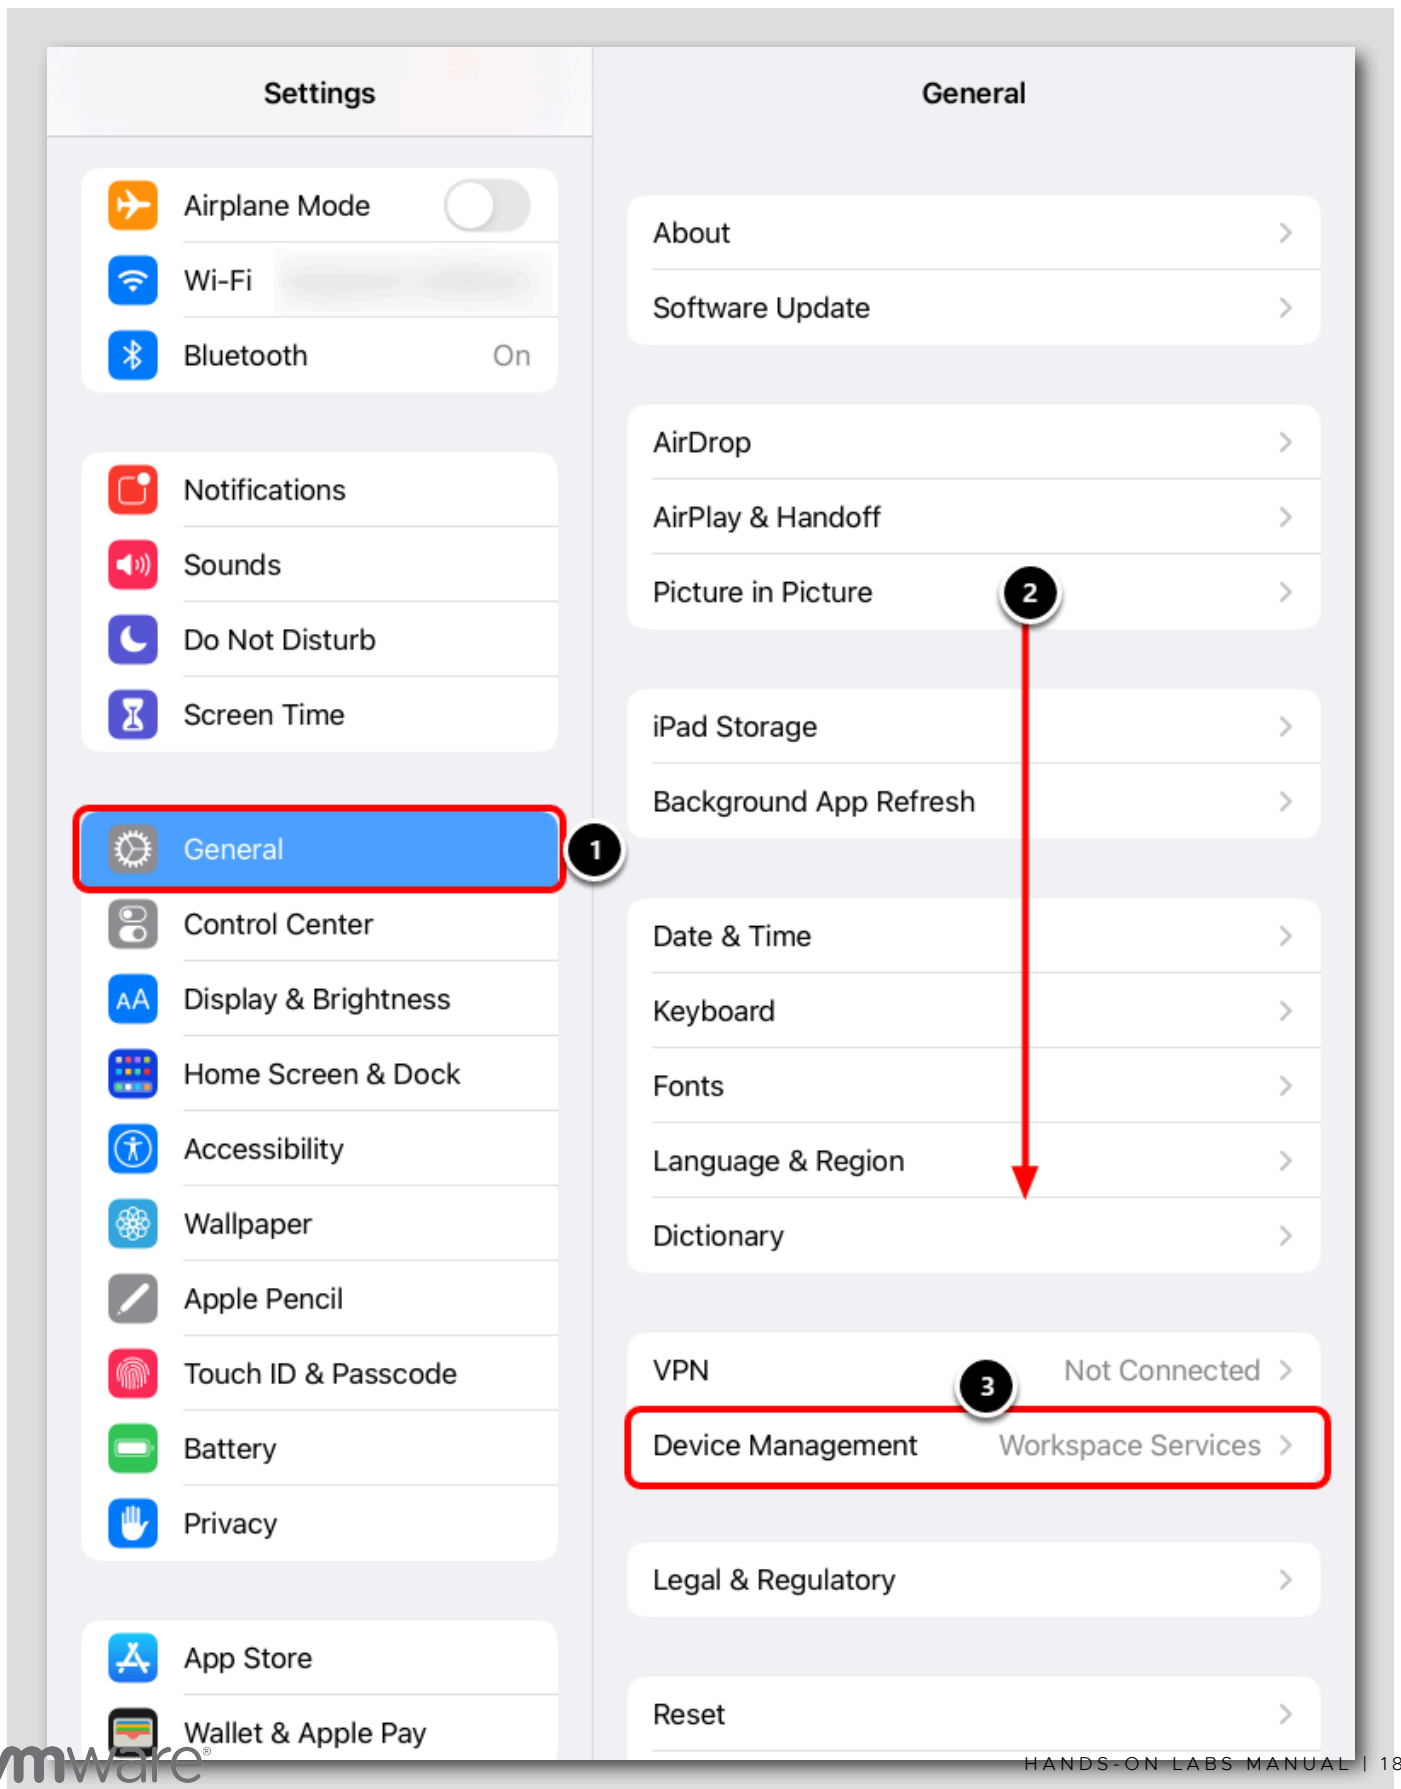 Settings
Airplane Mode
Wi-Fi
Bluetooth On
Notifications
Sounds
Do Not Disturb
Screen Time
General
1
Control Center
AA Display & Brightness
Home Screen & Dock
Accessibility
Wallpaper
Apple Pencil
Touch ID & Passcode
Battery
Privacy
App Store
Wallet & Apple Pay
General
About
Software Update
AirDrop
AirPlay & Handoff
Picture in Picture
2
iPad Storage
Background App Refresh
Date & Time
Keyboard
Fonts
Language & Region
Dictionary
VPN Not Connected
3
Device Management Workspace Services
Legal & Regulatory
Reset
vmware®
HANDS-ON LABS MANUAL | 18